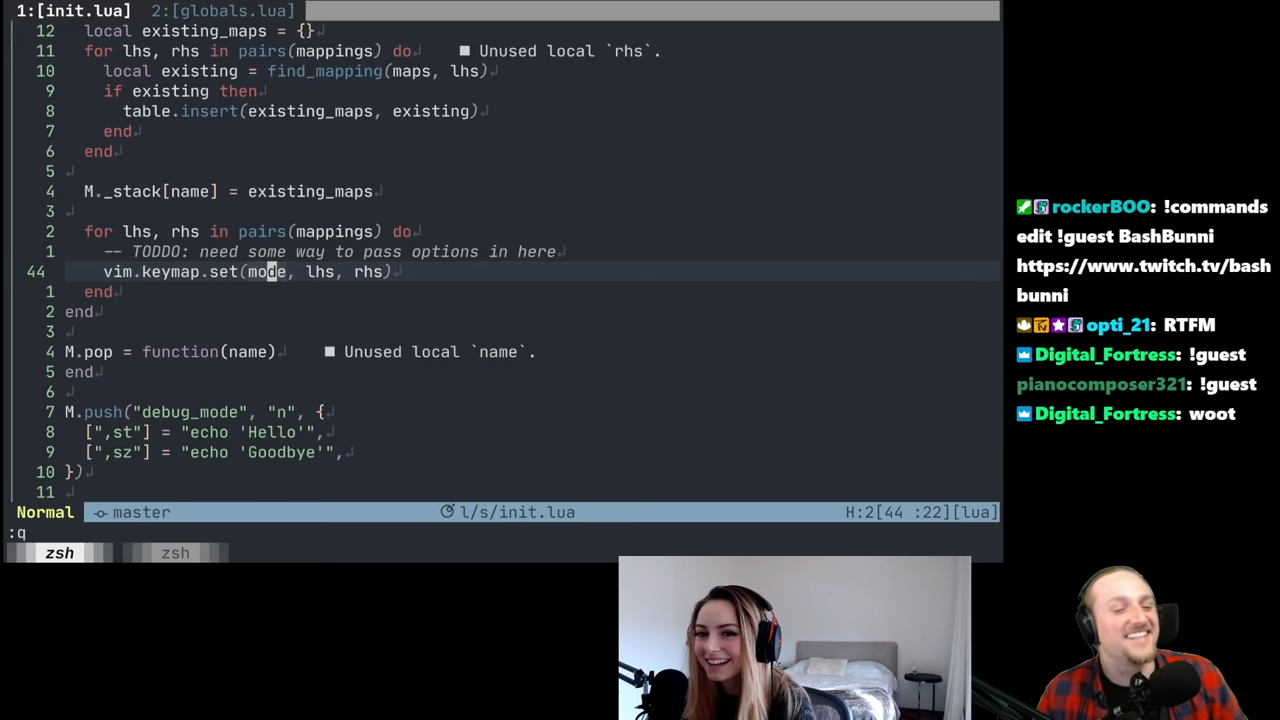 1:[init.lua] 2:[globals.lua]
12 local existing_maps = {}
11 for lhs, rhs in pairs(mappings) do ■ Unused local `rhs`.
10 local existing = find_mapping(maps, lhs)
9 if existing then
8 table.insert(existing_maps, existing)
7 end
6 end
5
4 M._stack[name] = existing_maps
3
2 for lhs, rhs in pairs(mappings) do
1 -- TODDO: need some way to pass options in here
44 vim.keymap.set(mode, lhs, rhs)
1 end
2 end
3
4 M.pop = function(name) ■ Unused local `name`.
5 end
6
7 M.push("debug_mode", "n", {
8 [",st"] = "echo 'Hello'",
9 [",sz"] = "echo 'Goodbye'",
10 })
11
Normal master l/s/init.lua H:2[44 :22][lua]
:q
zsh zsh
rockerBOO: !commands
edit !guest BashBunni
https://www.twitch.tv/bash
bunni
opti_21: RTFM
Digital_Fortress: !guest
pianocomposer321: !guest
Digital_Fortress: woot